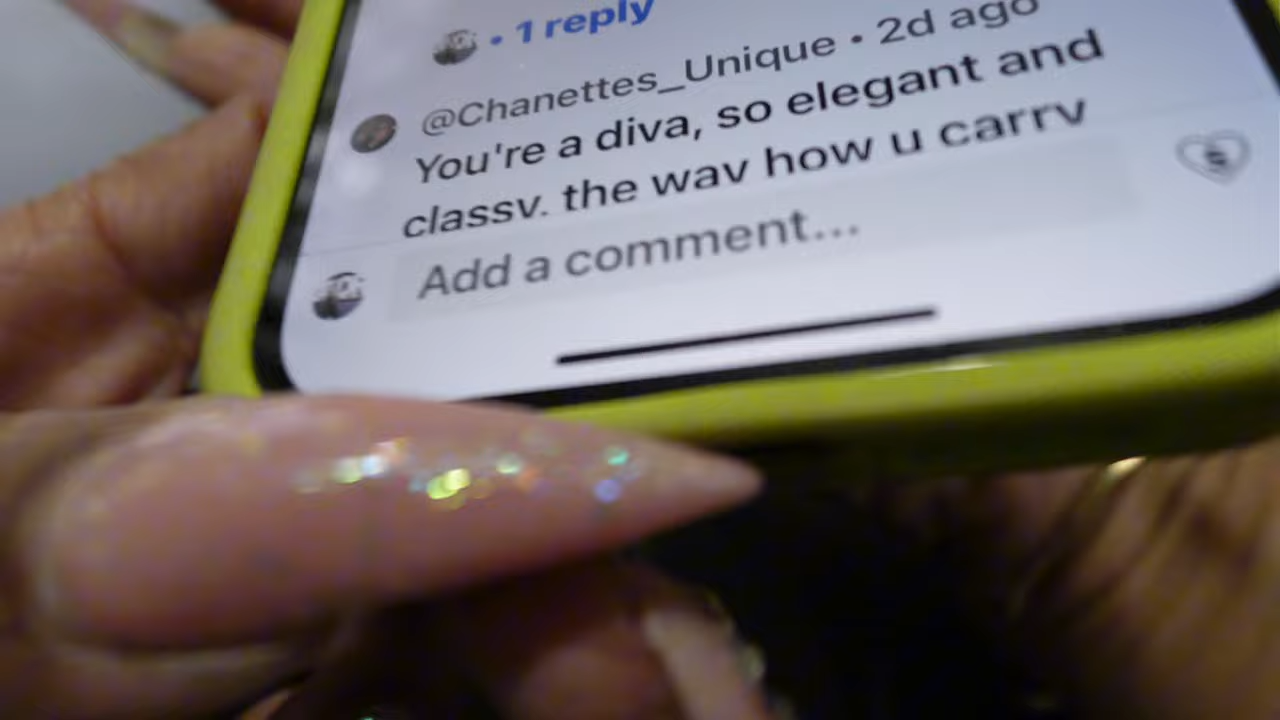 • 1 reply
@Chanettes_Unique • 2d ago
You're a diva, so elegant and
classy. the way how u carry
Add a comment...
$